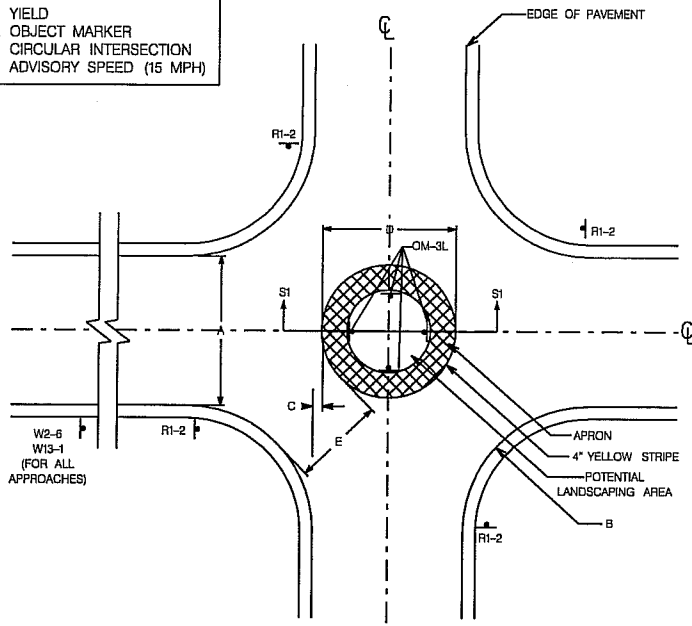 YIELD
OBJECT MARKER
CIRCULAR INTERSECTION
ADVISORY SPEED (15 MPH)
EDGE OF PAVEMENT
R1-2
R1-2
OM-3L
S1
S1
A
C
E
W2-6
W13-1
(FOR ALL
APPROACHES)
R1-2
APRON
4" YELLOW STRIPE
POTENTIAL
LANDSCAPING AREA
B
R1-2